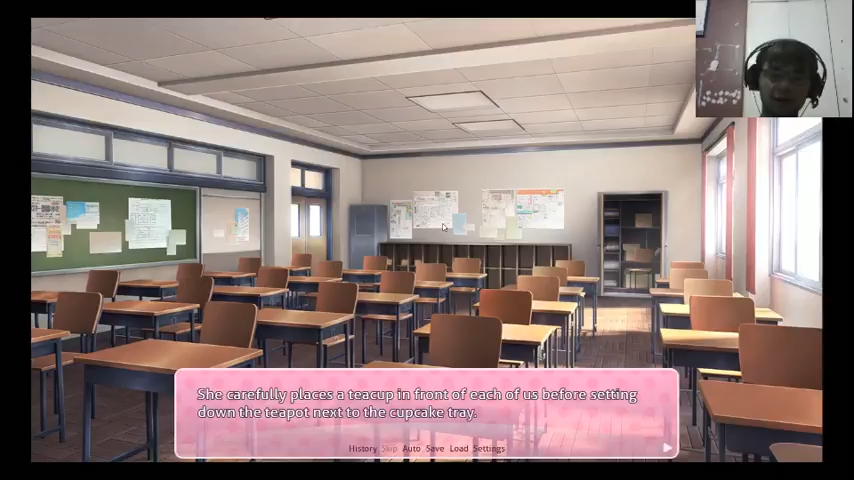 She carefully places a teacup in front of each of us before setting
down the teapot next to the cupcake tray.
History Skip Auto Save Load Settings